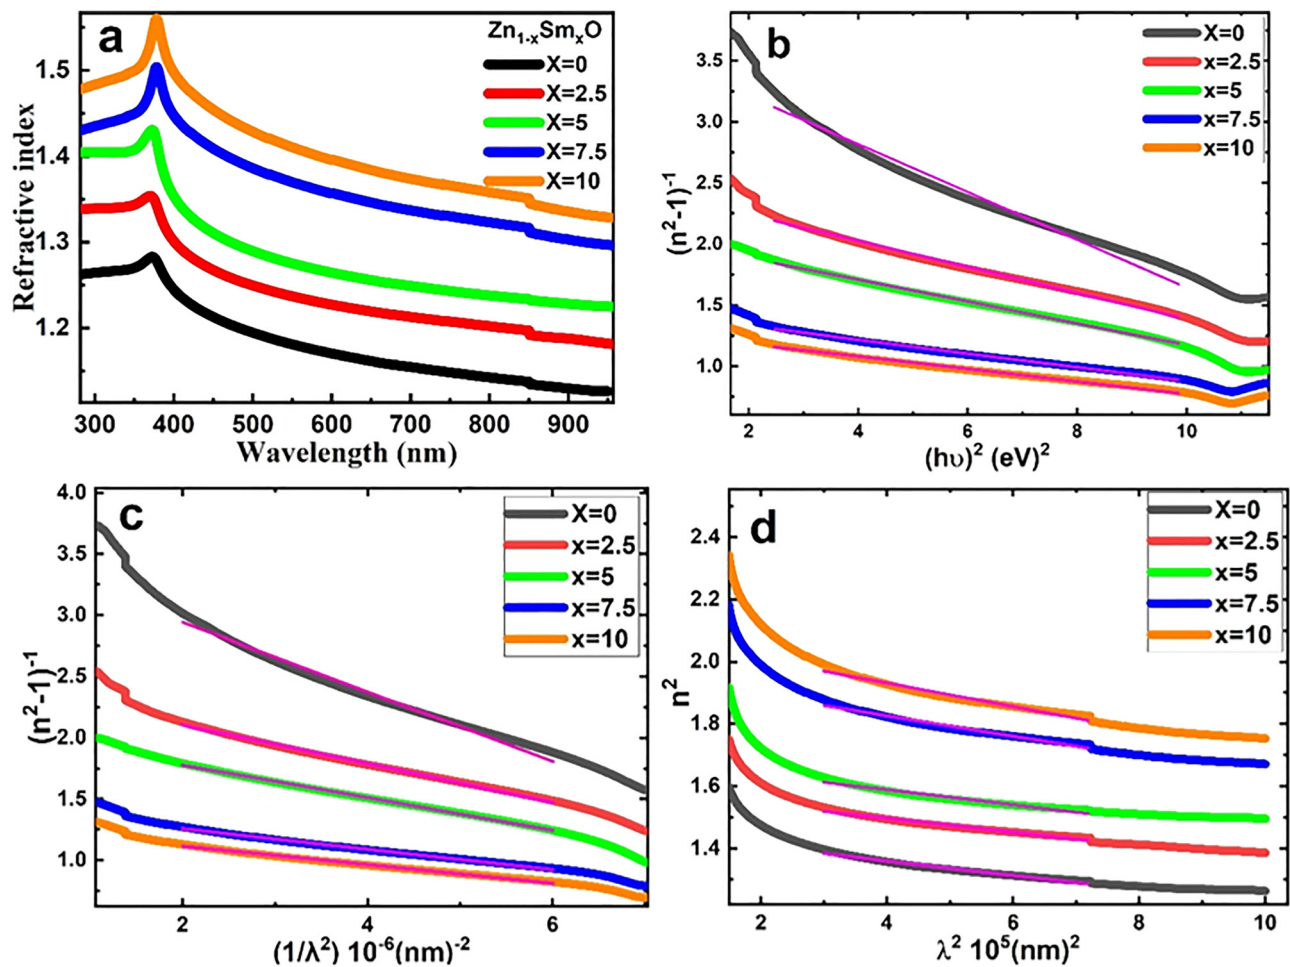 a
Zn1-xSmxO
X=0
X=2.5
X=5
X=7.5
X=10
1.5
1.4
1.3
1.2
Refractive index
300 400 500 600 700 800 900
Wavelength (nm)
b
X=0
x=2.5
x=5
x=7.5
x=10
3.5
3.0
2.5
2.0
1.5
1.0
(n²-1)⁻¹
2 4 6 8 10
(hυ)² (eV)²
c
X=0
x=2.5
x=5
x=7.5
x=10
4.0
3.5
3.0
2.5
2.0
1.5
1.0
(n²-1)⁻¹
2 4 6
(1/λ²) 10⁻⁶(nm)⁻²
d
X=0
x=2.5
x=5
x=7.5
x=10
2.4
2.2
2.0
1.8
1.6
1.4
n²
2 4 6 8 10
λ² 10⁵(nm)²